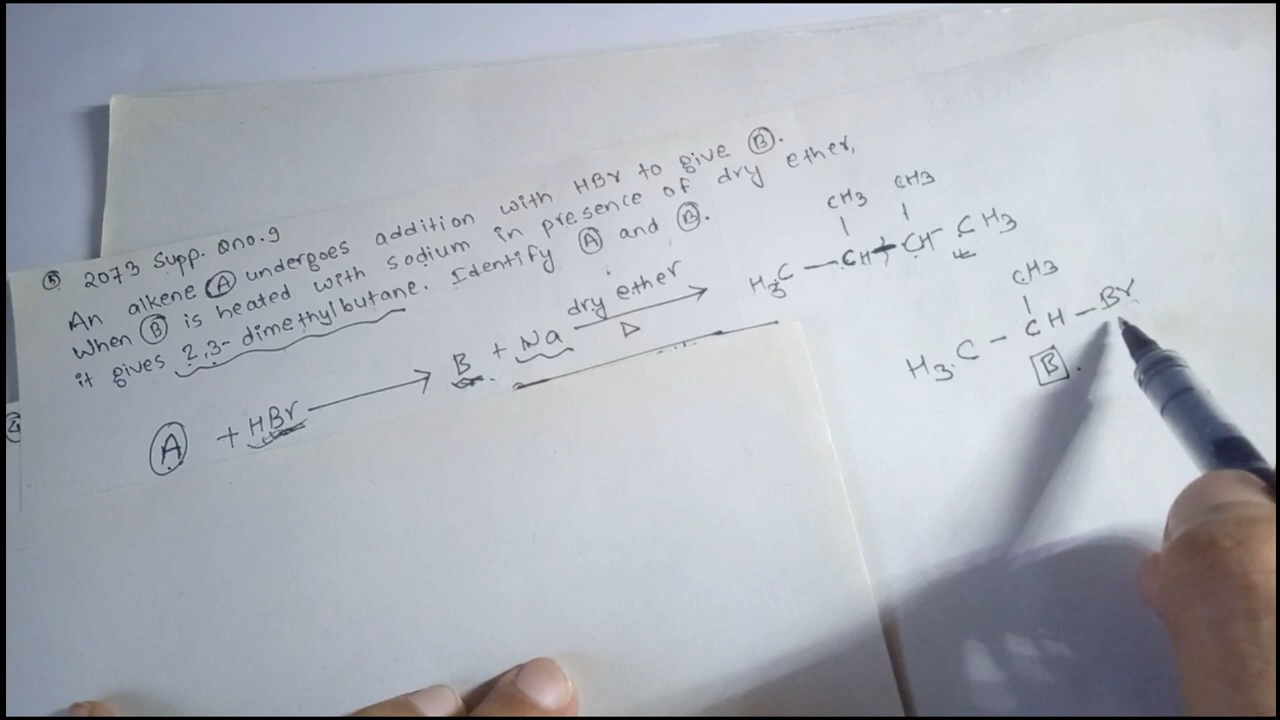 ⑤ 2073 Supp. Qno.9
An alkene Ⓐ undergoes addition with HBr to give Ⓑ.
When Ⓑ is heated with sodium in presence of dry ether,
it gives 2,3-dimethylbutane. Identify Ⓐ and Ⓑ.
Ⓐ + HBr ⟶ B + Na dry ether ⟶ Δ
CH3 CH3
H3C — CH + CH - CH3
CH3
H3C - CH - Br
B.